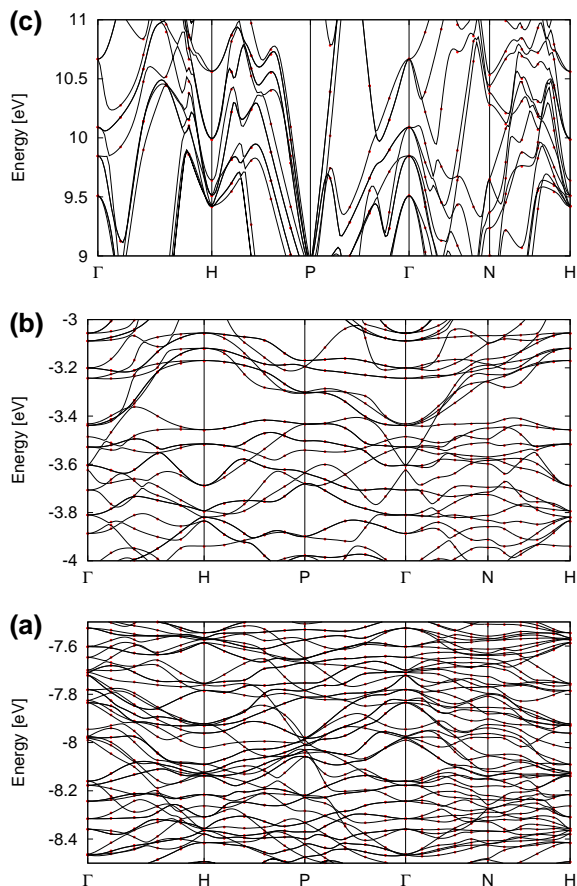 (c)
11
10.5
10
9.5
9
Energy [eV]
Γ H P Γ N H
(b)
-3
-3.2
-3.4
-3.6
-3.8
-4
Energy [eV]
Γ H P Γ N H
(a)
-7.6
-7.8
-8
-8.2
-8.4
Energy [eV]
Γ H P Γ N H